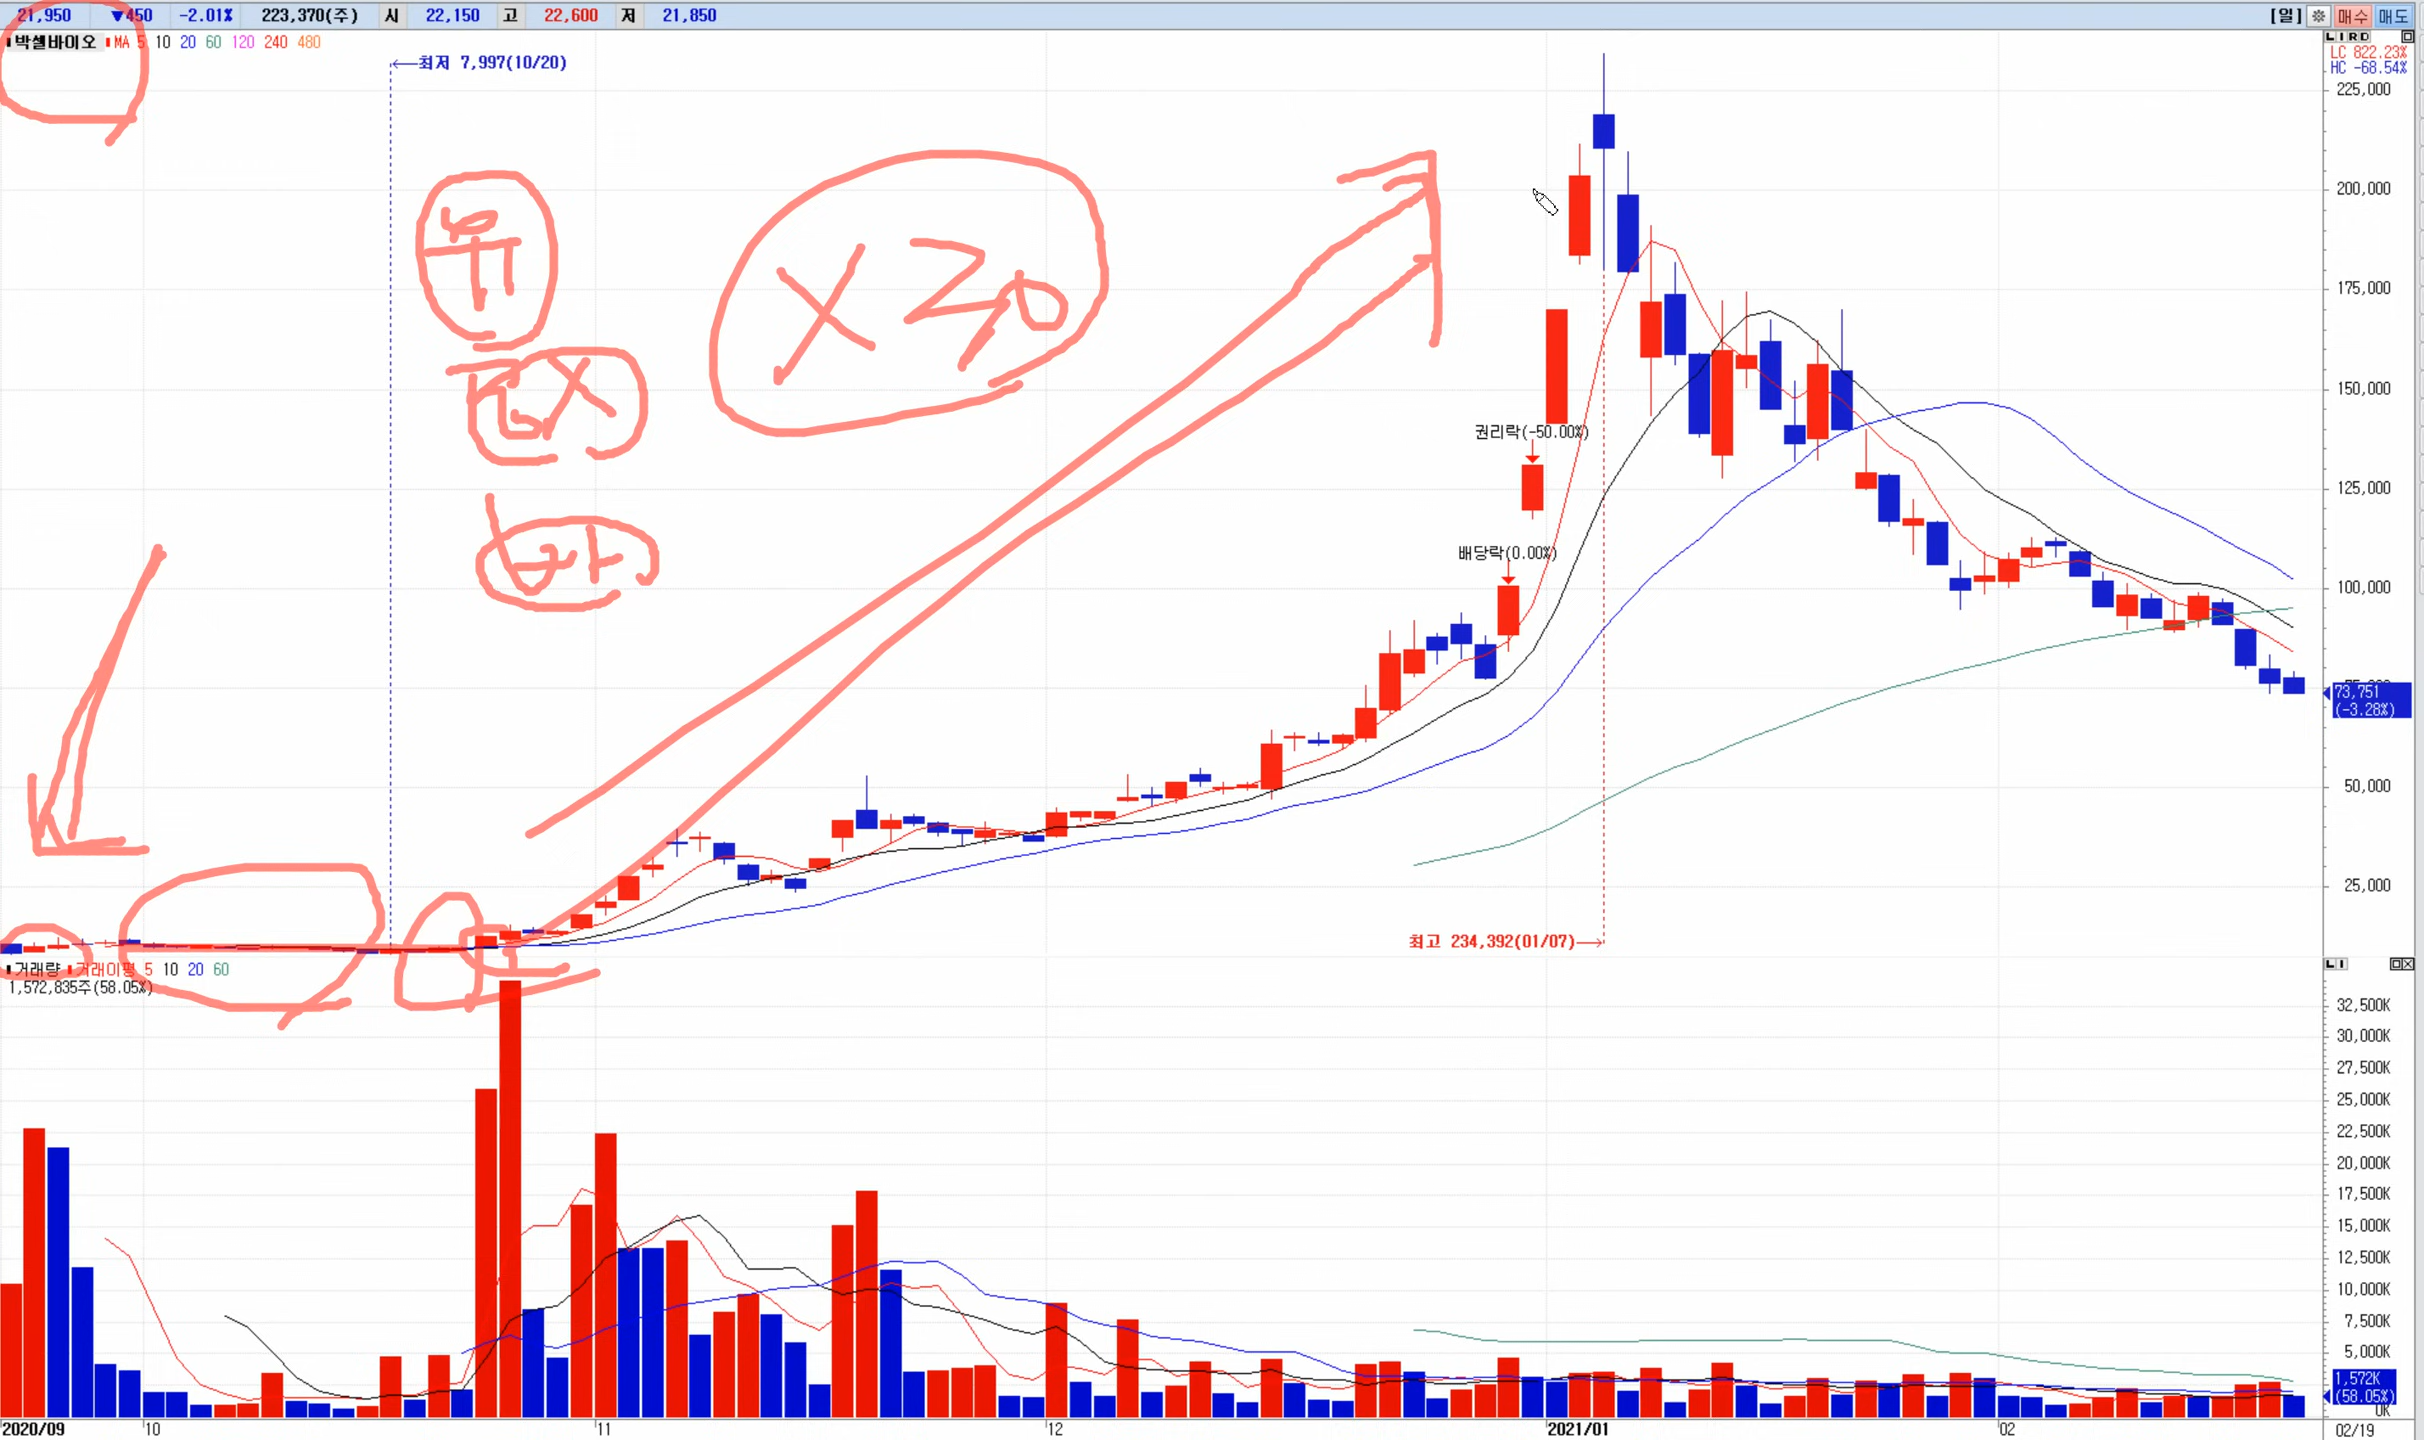 21,950 ▼450 -2.01% 223,370(주) 시 22,150 고 22,600 저 21,850 [일] 매수 매도
박셀바이오 MA 5 10 20 60 120 240 480
L I R D
LC 822.23%
HC -68.54%
←최저 7,997(10/20)
225,000
200,000
X 20
175,000
150,000
권리락(-50.00%)
125,000
배당락(0.00%)
100,000
73,751
(-3.28%)
50,000
25,000
최고 234,392(01/07)→
거래량 거래이평 5 10 20 60
L I
1,572,835주(58.05%)
32,500K
30,000K
27,500K
25,000K
22,500K
20,000K
17,500K
15,000K
12,500K
10,000K
7,500K
5,000K
1,572K
(58.05%)
0K
2020/09 10 11 12 2021/01 02 02/19